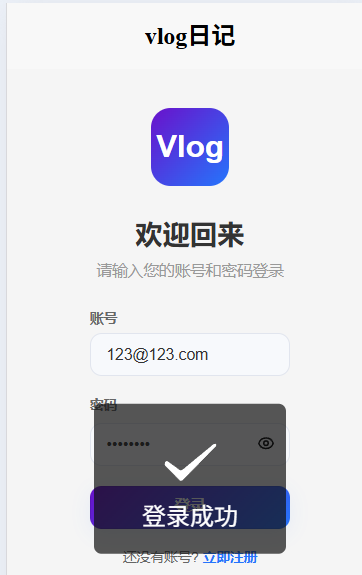 vlog日记
Vlog
欢迎回来
请输入您的账号和密码登录
账号
123@123.com
密码
••••••••
登录
登录成功
还没有账号? 立即注册